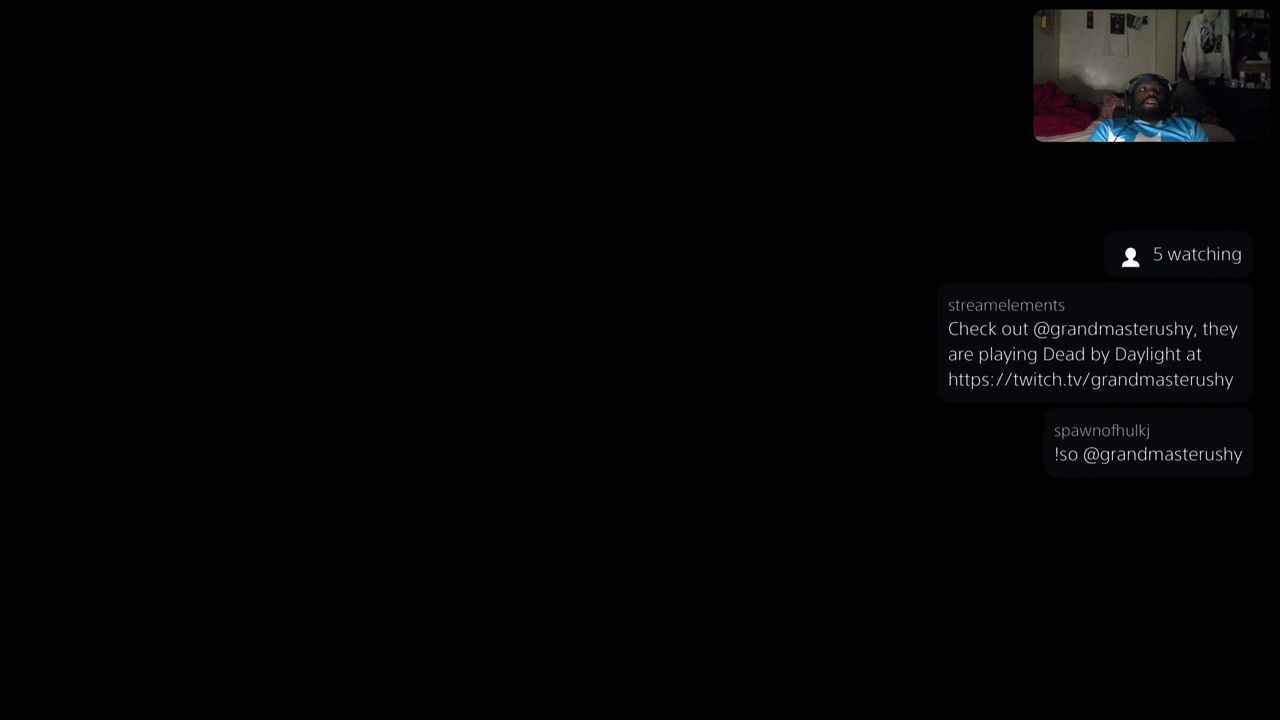 5 watching
streamelements
Check out @grandmasterushy, they
are playing Dead by Daylight at
https://twitch.tv/grandmasterushy
spawnofhulkj
!so @grandmasterushy